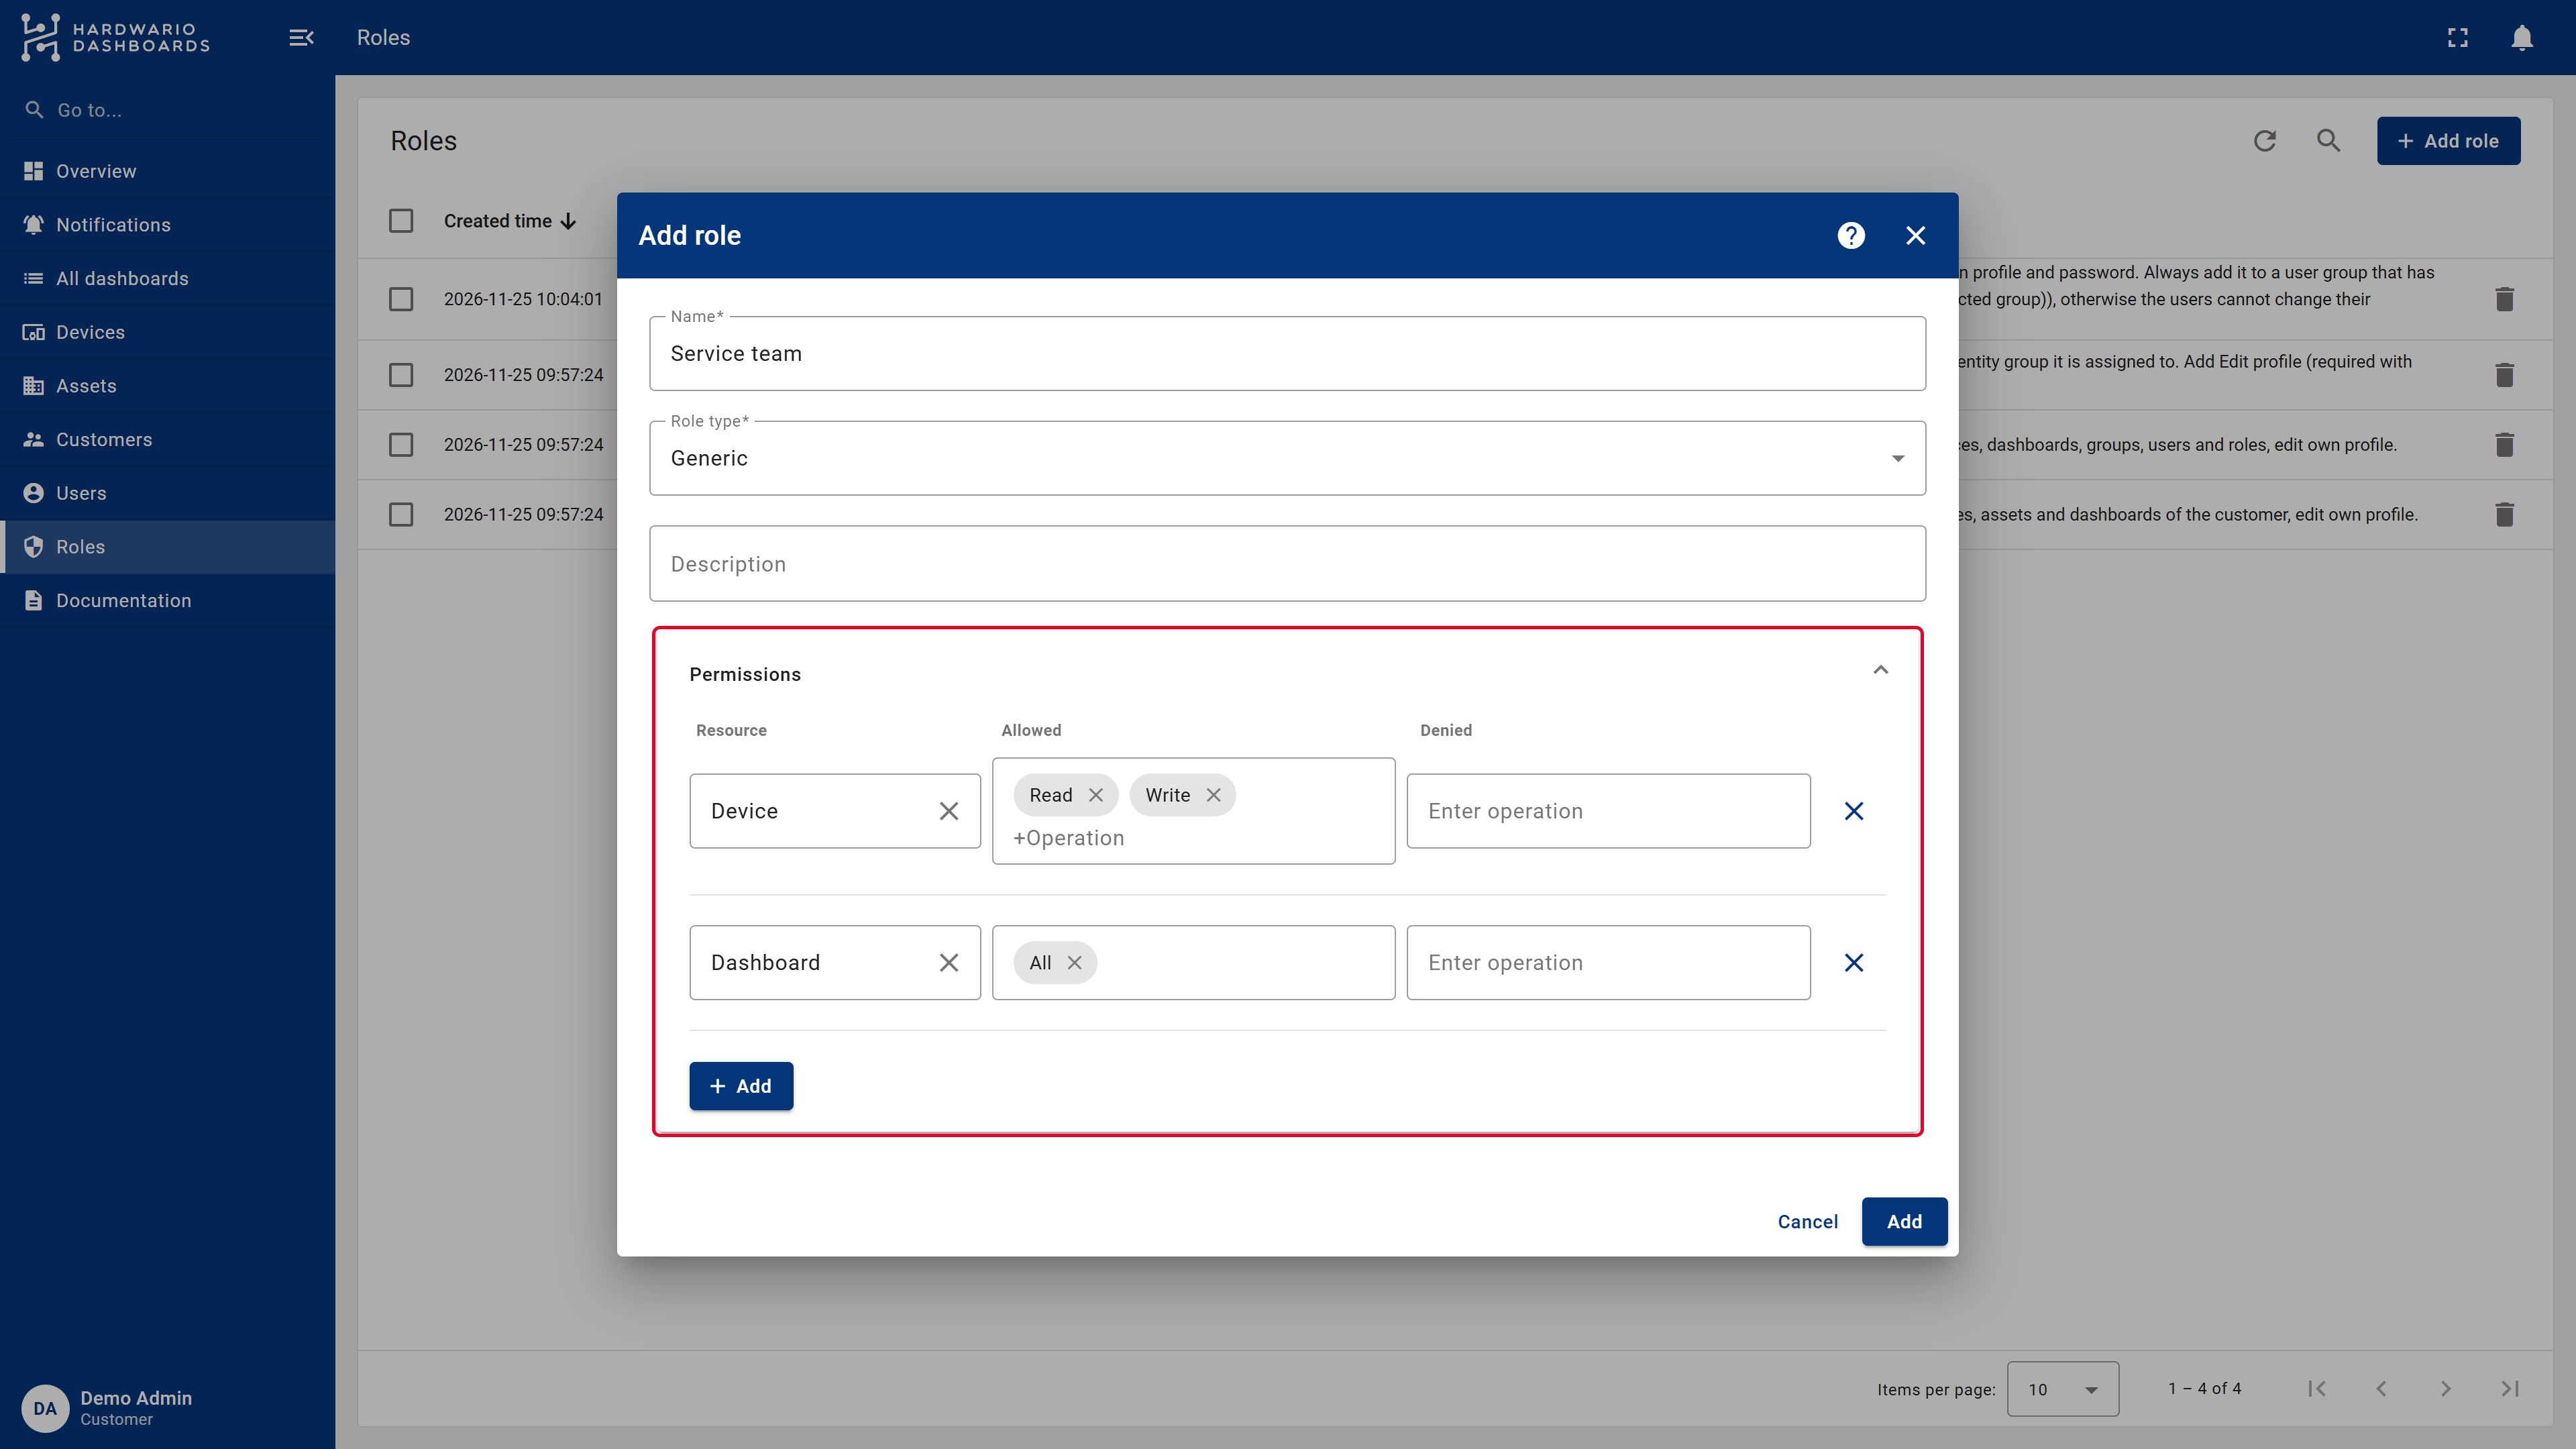 HARDWARIO
DASHBOARDS
Roles
Go to...
Overview
Notifications
All dashboards
Devices
Assets
Customers
Users
Roles
Documentation
DA
Demo Admin
Customer
Roles
+ Add role
Created time
2026-11-25 10:04:01
n profile and password. Always add it to a user group that has
cted group)), otherwise the users cannot change their
2026-11-25 09:57:24
entity group it is assigned to. Add Edit profile (required with
2026-11-25 09:57:24
es, dashboards, groups, users and roles, edit own profile.
2026-11-25 09:57:24
es, assets and dashboards of the customer, edit own profile.
Add role
Name*
Service team
Role type*
Generic
Description
Permissions
Resource Allowed Denied
Device Read Write Enter operation
+Operation
Dashboard All Enter operation
+ Add
Cancel Add
Items per page: 10 1 – 4 of 4